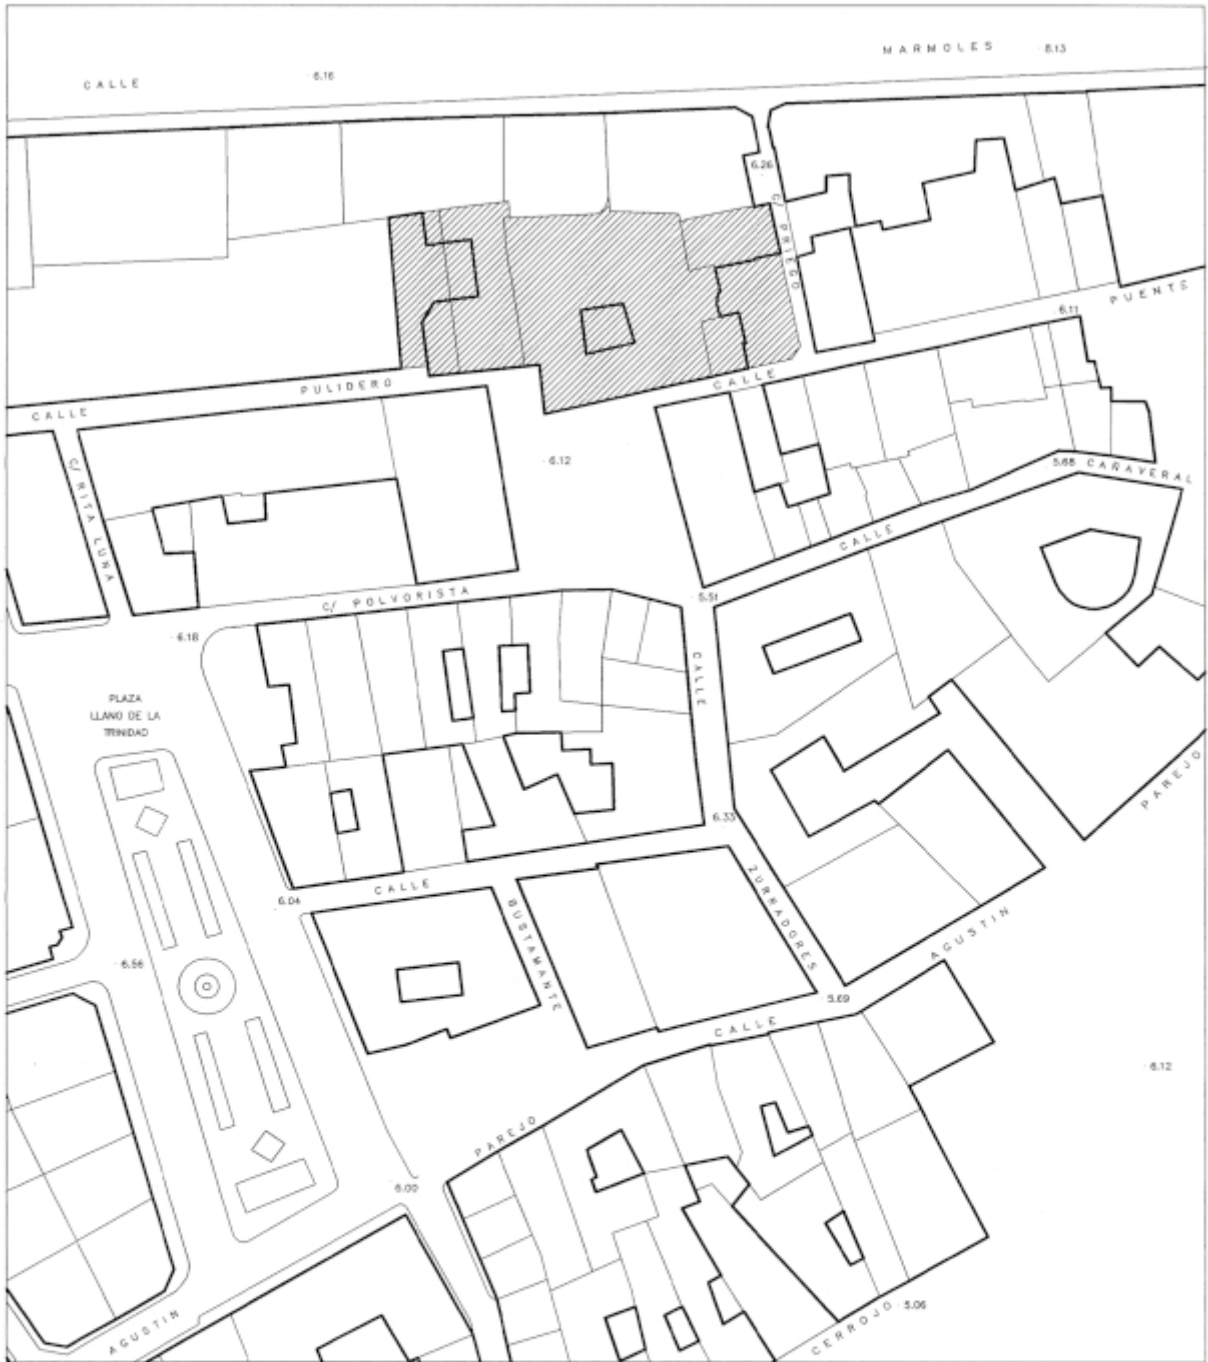 CALLE
6.16
MARMOLES
6.13
6.26
C/ PRIEGO
PUENTE
6.11
CALLE
PULIDERO
CALLE
C/ RITA LUNA
6.12
5.68
CAÑAVERAL
CALLE
C/ POLVORISTA
5.51
6.18
CALLE
PLAZA
LLANO DE LA
TRINIDAD
PAREJO
6.33
CALLE
6.04
BUSTAMANTE
ZURRADORES
AGUSTIN
6.56
5.69
CALLE
6.12
PAREJO
6.00
AGUSTIN
CERROJO
5.06